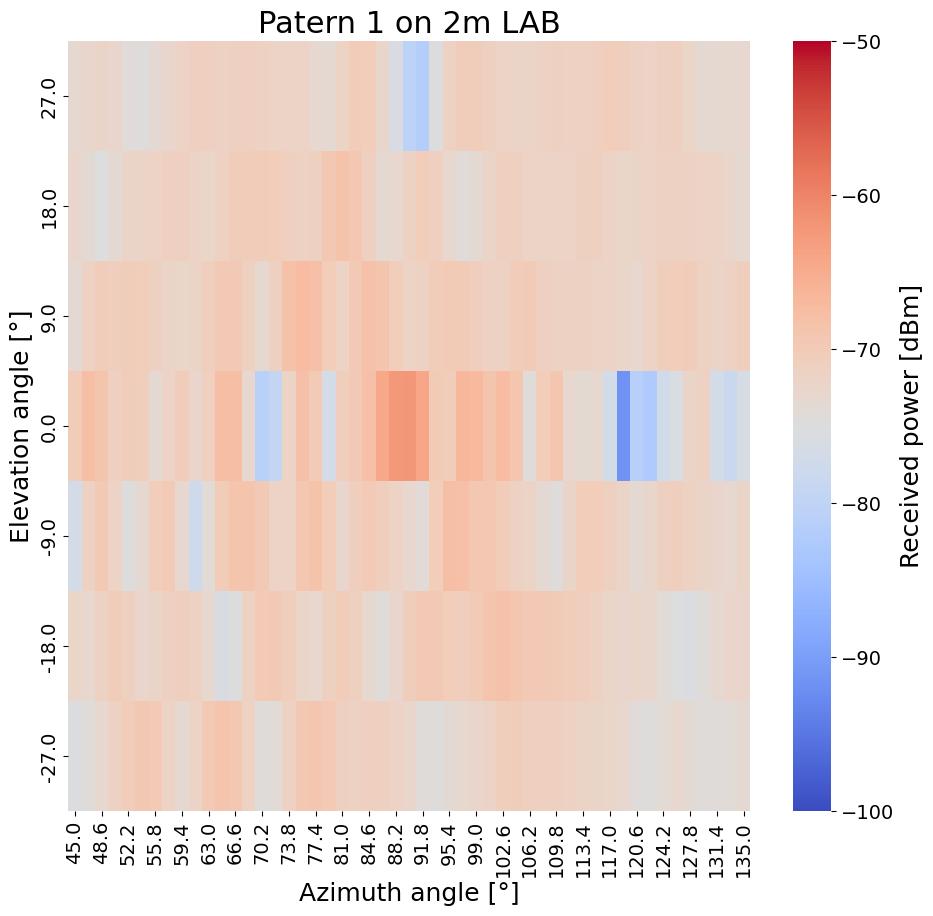 Patern 1 on 2m LAB
Elevation angle [°]
27.0
18.0
9.0
0.0
-9.0
-18.0
-27.0
45.0 48.6 52.2 55.8 59.4 63.0 66.6 70.2 73.8 77.4 81.0 84.6 88.2 91.8 95.4 99.0 102.6 106.2 109.8 113.4 117.0 120.6 124.2 127.8 131.4 135.0
Azimuth angle [°]
−50
−60
−70
−80
−90
−100
Received power [dBm]